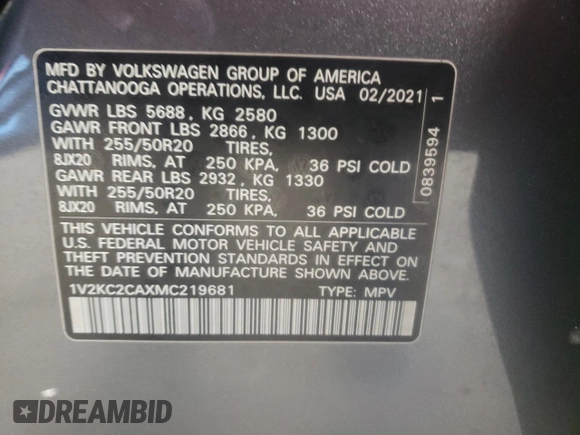 MFD BY VOLKSWAGEN GROUP OF AMERICA
CHATTANOOGA OPERATIONS, LLC. USA 02/2021
GVWR LBS 5688, KG 2580
GAWR FRONT LBS 2866, KG 1300
WITH 255/50R20 TIRES,
8JX20 RIMS, AT 250 KPA, 36 PSI COLD
GAWR REAR LBS 2932, KG 1330
WITH 255/50R20 TIRES,
8JX20 RIMS, AT 250 KPA, 36 PSI COLD
THIS VEHICLE CONFORMS TO ALL APPLICABLE
U.S. FEDERAL MOTOR VEHICLE SAFETY AND
THEFT PREVENTION STANDARDS IN EFFECT ON
THE DATE OF MANUFACTURE SHOWN ABOVE.
1V2KC2CAXMC219681 TYPE: MPV
0839594 1
DREAMBID